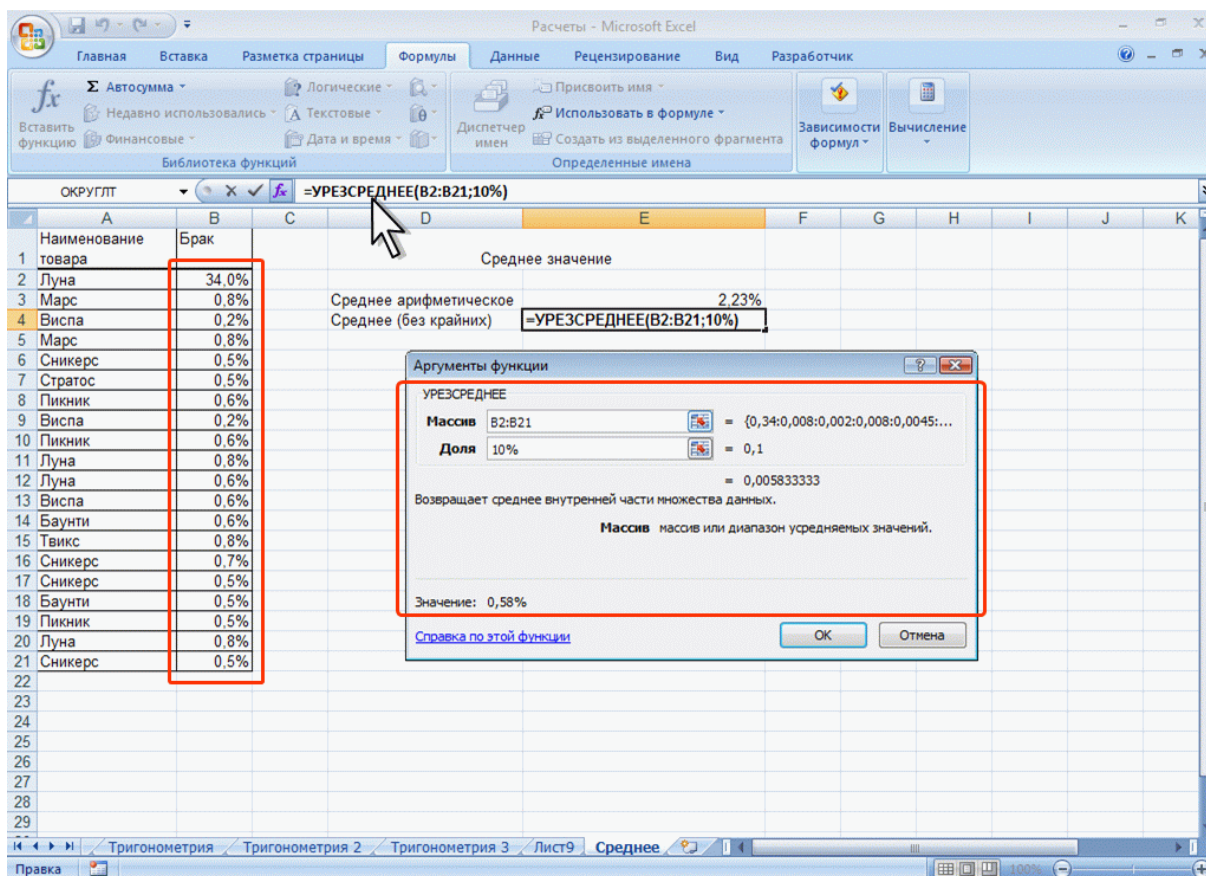 Расчеты - Microsoft Excel
Главная Вставка Разметка страницы Формулы Данные Рецензирование Вид Разработчик
Вставить функцию
Σ Автосумма
Недавно использовались
Финансовые
Логические
Текстовые
Дата и время
Библиотека функций
Диспетчер имен
Присвоить имя
Использовать в формуле
Создать из выделенного фрагмента
Определенные имена
Зависимости формул
Вычисление
ОКРУГЛТ fx =УРЕЗСРЕДНЕЕ(B2:B21;10%)
A B C D E F G H I J K
1 Наименование товара Брак Среднее значение
2 Луна 34,0%
3 Марс 0,8% Среднее арифметическое 2,23%
4 Виспа 0,2% Среднее (без крайних) =УРЕЗСРЕДНЕЕ(B2:B21;10%)
5 Марс 0,8%
6 Сникерс 0,5%
7 Стратос 0,5%
8 Пикник 0,6%
9 Виспа 0,2%
10 Пикник 0,6%
11 Луна 0,8%
12 Луна 0,6%
13 Виспа 0,6%
14 Баунти 0,6%
15 Твикс 0,8%
16 Сникерс 0,7%
17 Сникерс 0,5%
18 Баунти 0,5%
19 Пикник 0,5%
20 Луна 0,8%
21 Сникерс 0,5%
22
23
24
25
26
27
28
29
Аргументы функции
УРЕЗСРЕДНЕЕ
Массив B2:B21 = {0,34:0,008:0,002:0,008:0,0045:...
Доля 10% = 0,1
= 0,005833333
Возвращает среднее внутренней части множества данных.
Массив массив или диапазон усредняемых значений.
Значение: 0,58%
Справка по этой функции ОК Отмена
Тригонометрия Тригонометрия 2 Тригонометрия 3 Лист9 Среднее
Правка 100%